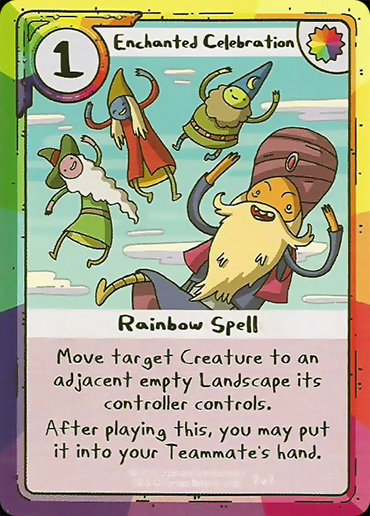 1
Enchanted Celebration
Rainbow Spell
Move target Creature to an
adjacent empty Landscape its
controller controls.
After playing this, you may put
it into your Teammate's hand.